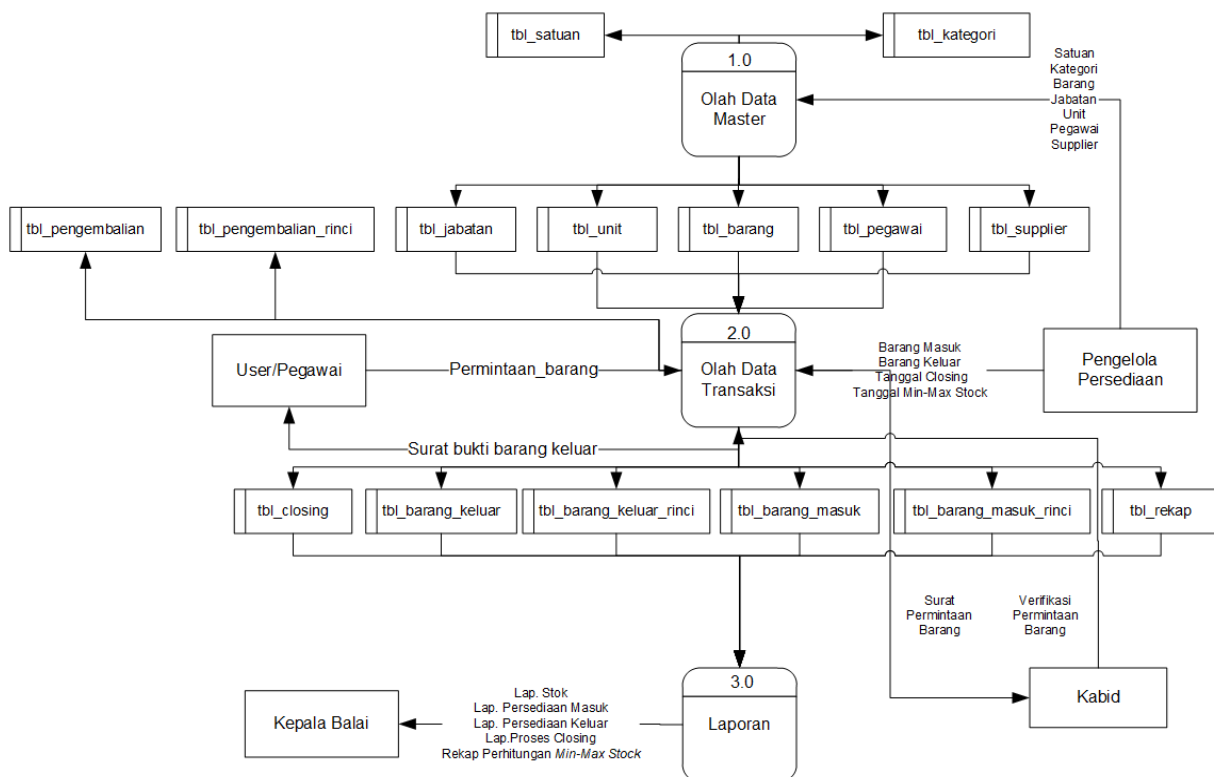 tbl_satuan
tbl_kategori
1.0
Olah Data
Master
Satuan
Kategori
Barang
Jabatan
Unit
Pegawai
Supplier
tbl_pengembalian
tbl_pengembalian_rinci
tbl_jabatan
tbl_unit
tbl_barang
tbl_pegawai
tbl_supplier
2.0
Olah Data
Transaksi
User/Pegawai
Permintaan_barang
Barang Masuk
Barang Keluar
Tanggal Closing
Tanggal Min-Max Stock
Pengelola
Persediaan
Surat bukti barang keluar
tbl_closing
tbl_barang_keluar
tbl_barang_keluar_rinci
tbl_barang_masuk
tbl_barang_masuk_rinci
tbl_rekap
Surat
Permintaan
Barang
Verifikasi
Permintaan
Barang
3.0
Laporan
Kabid
Kepala Balai
Lap. Stok
Lap. Persediaan Masuk
Lap. Persediaan Keluar
Lap.Proses Closing
Rekap Perhitungan Min-Max Stock